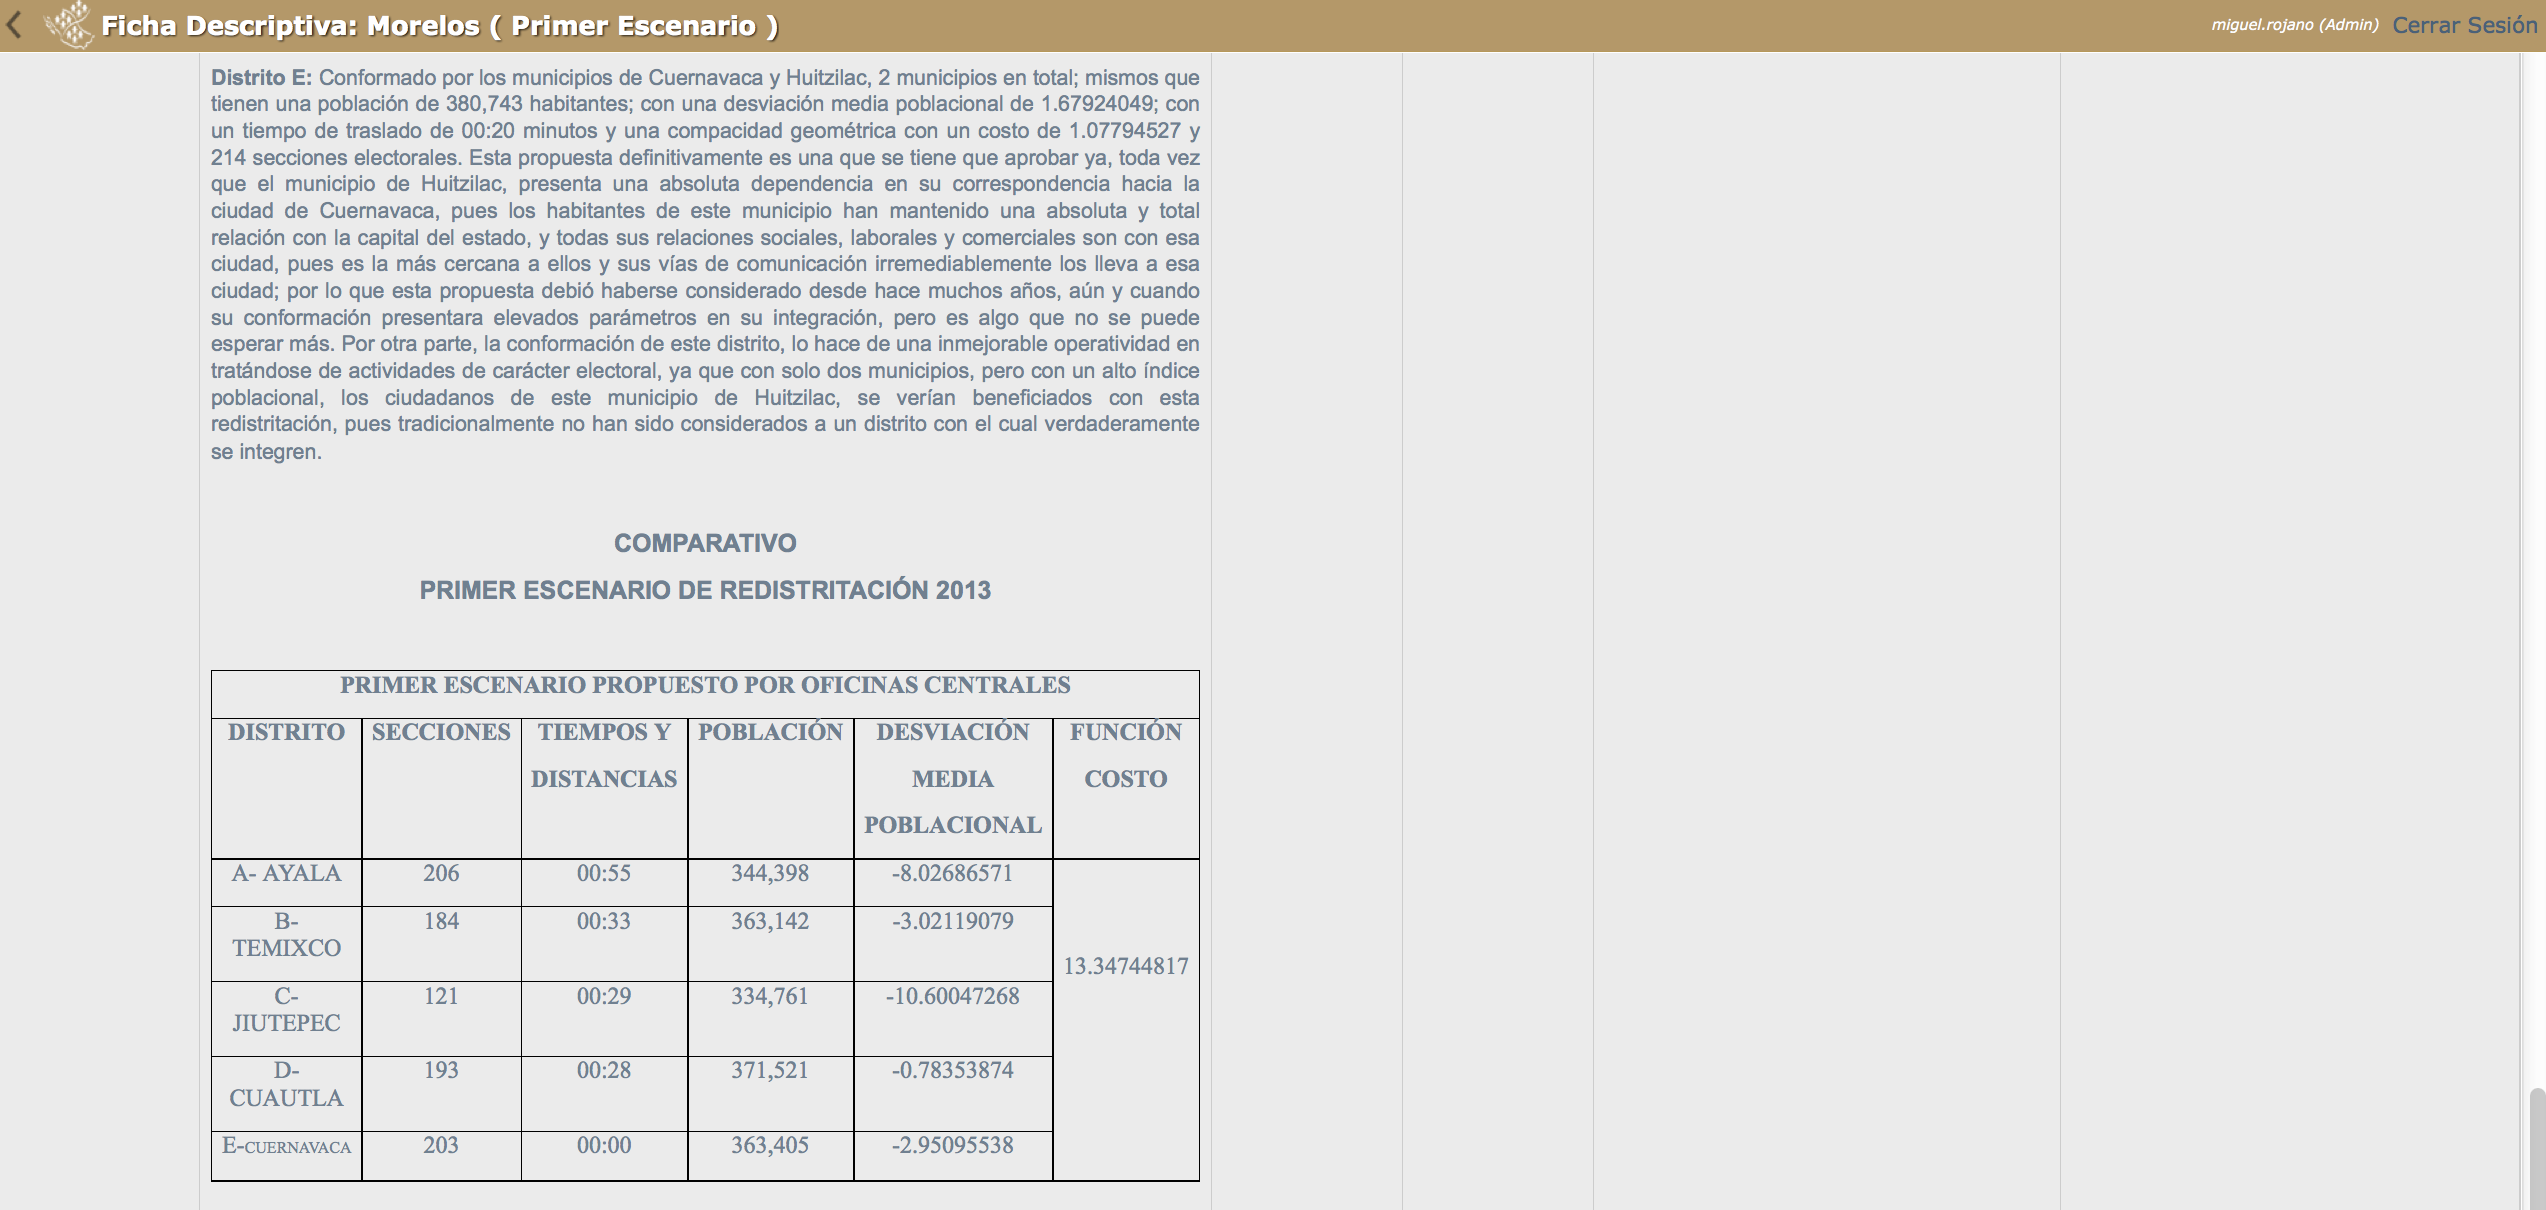 Ficha Descriptiva: Morelos ( Primer Escenario )
miguel.rojano (Admin) Cerrar Sesión
Distrito E: Conformado por los municipios de Cuernavaca y Huitzilac, 2 municipios en total; mismos que
tienen una población de 380,743 habitantes; con una desviación media poblacional de 1.67924049; con
un tiempo de traslado de 00:20 minutos y una compacidad geométrica con un costo de 1.07794527 y
214 secciones electorales. Esta propuesta definitivamente es una que se tiene que aprobar ya, toda vez
que el municipio de Huitzilac, presenta una absoluta dependencia en su correspondencia hacia la
ciudad de Cuernavaca, pues los habitantes de este municipio han mantenido una absoluta y total
relación con la capital del estado, y todas sus relaciones sociales, laborales y comerciales son con esa
ciudad, pues es la más cercana a ellos y sus vías de comunicación irremediablemente los lleva a esa
ciudad; por lo que esta propuesta debió haberse considerado desde hace muchos años, aún y cuando
su conformación presentara elevados parámetros en su integración, pero es algo que no se puede
esperar más. Por otra parte, la conformación de este distrito, lo hace de una inmejorable operatividad en
tratándose de actividades de carácter electoral, ya que con solo dos municipios, pero con un alto índice
poblacional, los ciudadanos de este municipio de Huitzilac, se verían beneficiados con esta
redistritación, pues tradicionalmente no han sido considerados a un distrito con el cual verdaderamente
se integren.
COMPARATIVO
PRIMER ESCENARIO DE REDISTRITACIÓN 2013
PRIMER ESCENARIO PROPUESTO POR OFICINAS CENTRALES
DISTRITO SECCIONES TIEMPOS Y POBLACIÓN DESVIACIÓN FUNCIÓN
DISTANCIAS MEDIA COSTO
POBLACIONAL
A- AYALA 206 00:55 344,398 -8.02686571
B- 184 00:33 363,142 -3.02119079
TEMIXCO
13.34744817
C- 121 00:29 334,761 -10.60047268
JIUTEPEC
D- 193 00:28 371,521 -0.78353874
CUAUTLA
E-CUERNAVACA 203 00:00 363,405 -2.95095538